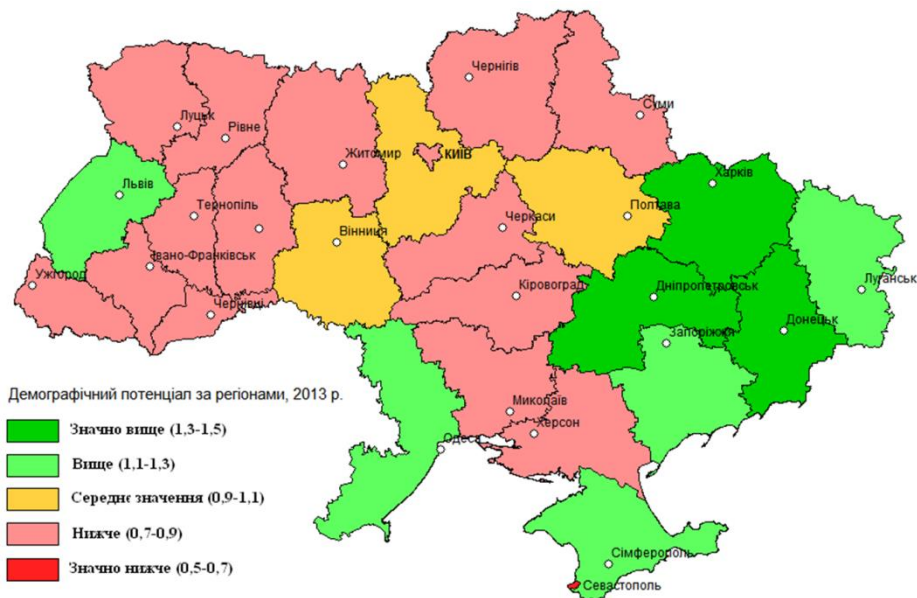 Чернігів
Суми
Луцьк
Рівне
Житомир
КИЇВ
Харків
Львів
Тернопіль
Черкаси
Полтава
Вінниця
Івано-Франківськ
Ужгород
Кіровоград
Дніпропетровськ
Луганськ
Чернівці
Запоріжжя
Донецьк
Демографічний потенціал за регіонами, 2013 р.
Миколаїв
Херсон
Одеса
Значно вище (1,3-1,5)
Вище (1,1-1,3)
Середнє значення (0,9-1,1)
Нижче (0,7-0,9)
Значно нижче (0,5-0,7)
Сімферополь
Севастополь